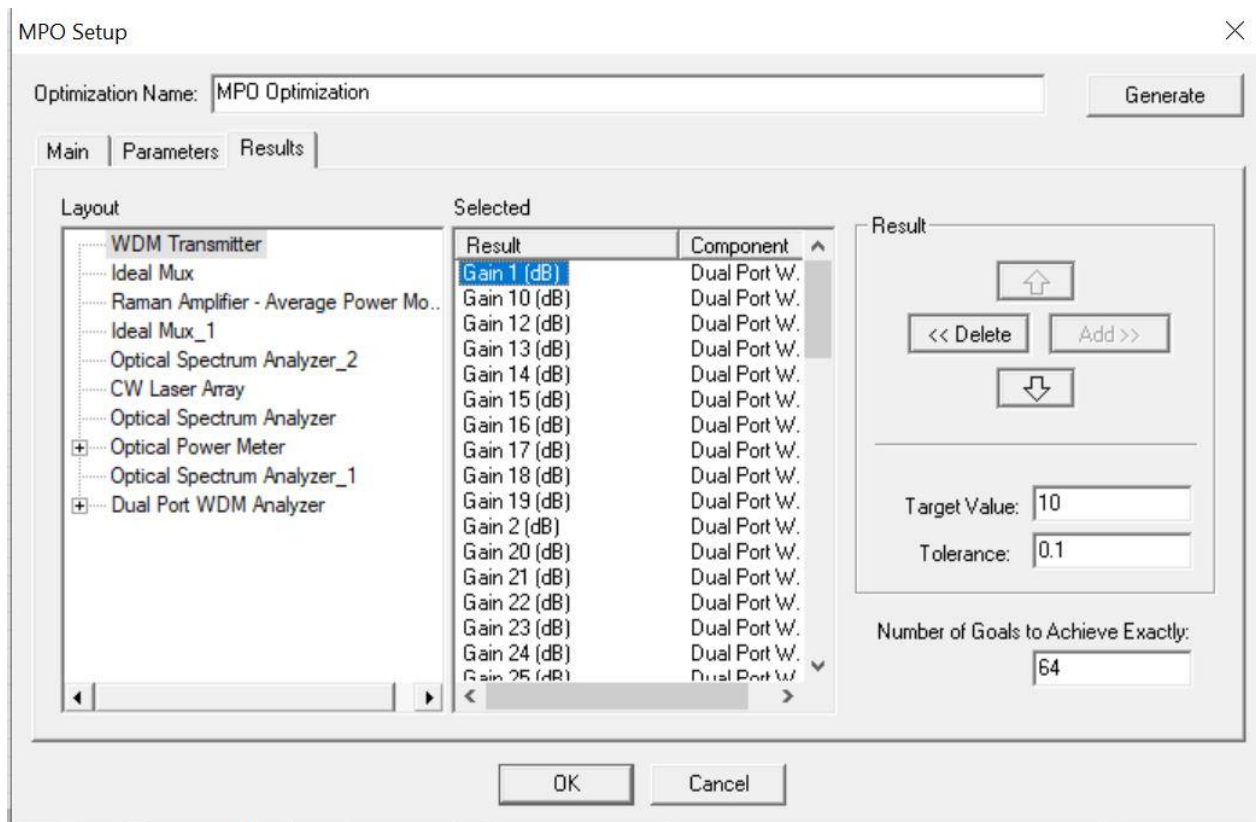 MPO Setup
Optimization Name: MPO Optimization
Generate
Main Parameters Results
Layout
WDM Transmitter
Ideal Mux
Raman Amplifier - Average Power Mo..
Ideal Mux_1
Optical Spectrum Analyzer_2
CW Laser Array
Optical Spectrum Analyzer
Optical Power Meter
Optical Spectrum Analyzer_1
Dual Port WDM Analyzer
Selected
Result Component
Gain 1 (dB) Dual Port W.
Gain 10 (dB) Dual Port W.
Gain 12 (dB) Dual Port W.
Gain 13 (dB) Dual Port W.
Gain 14 (dB) Dual Port W.
Gain 15 (dB) Dual Port W.
Gain 16 (dB) Dual Port W.
Gain 17 (dB) Dual Port W.
Gain 18 (dB) Dual Port W.
Gain 19 (dB) Dual Port W.
Gain 2 (dB) Dual Port W.
Gain 20 (dB) Dual Port W.
Gain 21 (dB) Dual Port W.
Gain 22 (dB) Dual Port W.
Gain 23 (dB) Dual Port W.
Gain 24 (dB) Dual Port W.
Gain 25 (dB) Dual Port W.
Result
<< Delete Add >>
Target Value: 10
Tolerance: 0.1
Number of Goals to Achieve Exactly:
64
OK Cancel